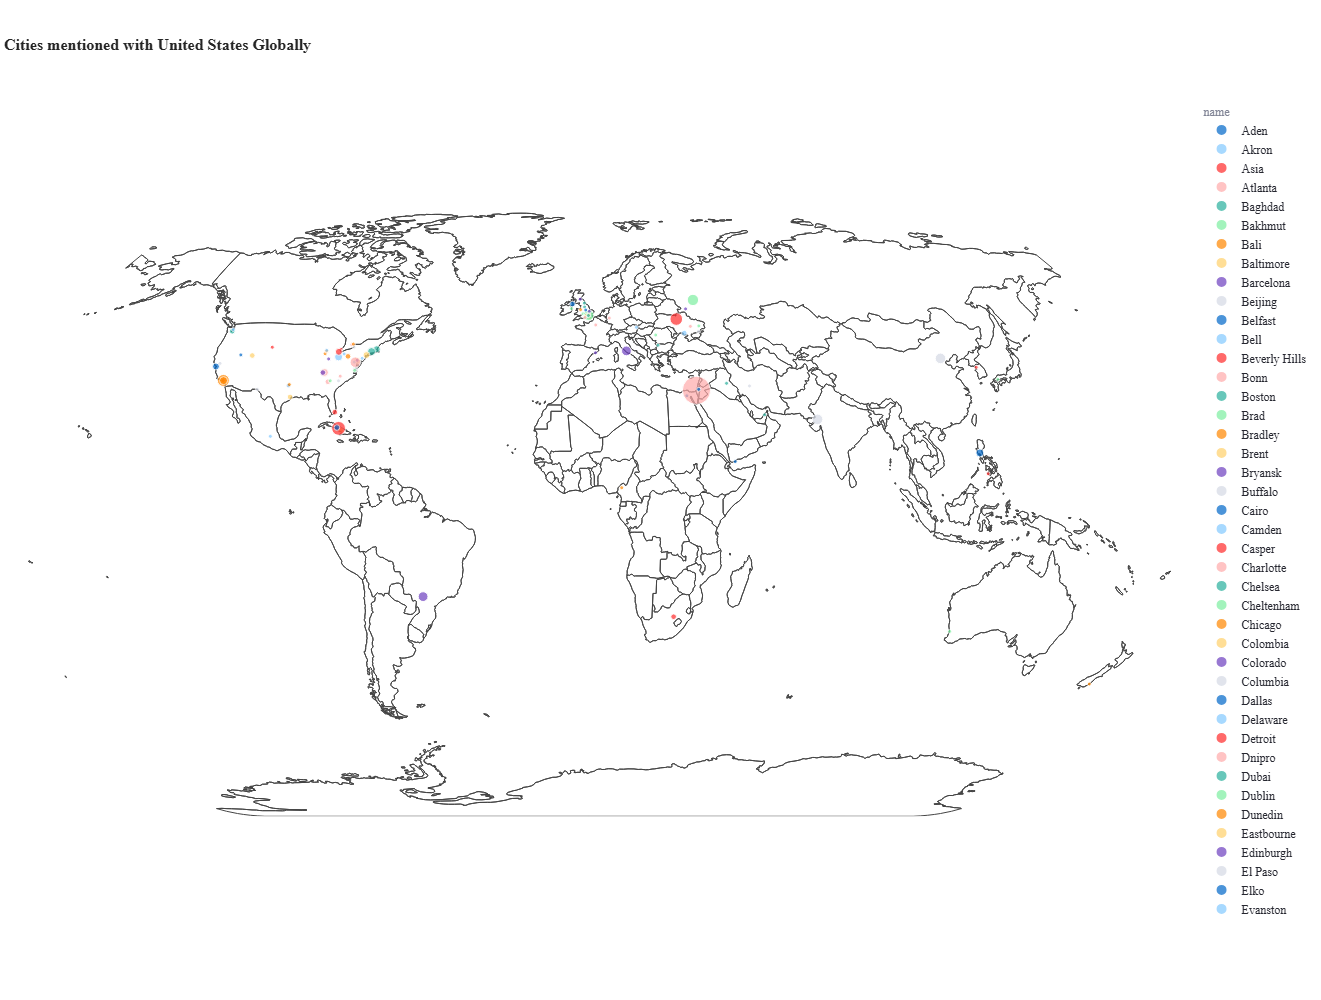 Cities mentioned with United States Globally
name
Aden
Akron
Asia
Atlanta
Baghdad
Bakhmut
Bali
Baltimore
Barcelona
Beijing
Belfast
Bell
Beverly Hills
Bonn
Boston
Brad
Bradley
Brent
Bryansk
Buffalo
Cairo
Camden
Casper
Charlotte
Chelsea
Cheltenham
Chicago
Colombia
Colorado
Columbia
Dallas
Delaware
Detroit
Dnipro
Dubai
Dublin
Dunedin
Eastbourne
Edinburgh
El Paso
Elko
Evanston